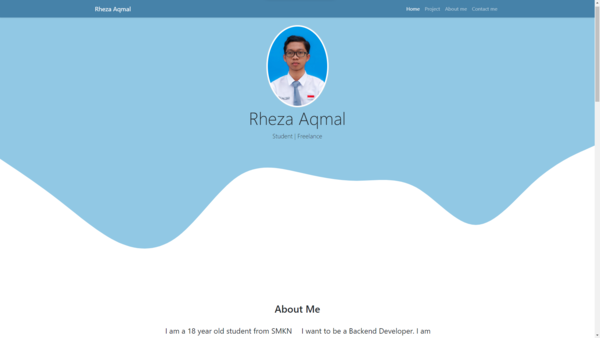 Rheza Aqmal
Home Project About me Contact me
Rheza Aqmal
Student | Freelance
About Me
I am a 18 year old student from SMKN
I want to be a Backend Developer. I am